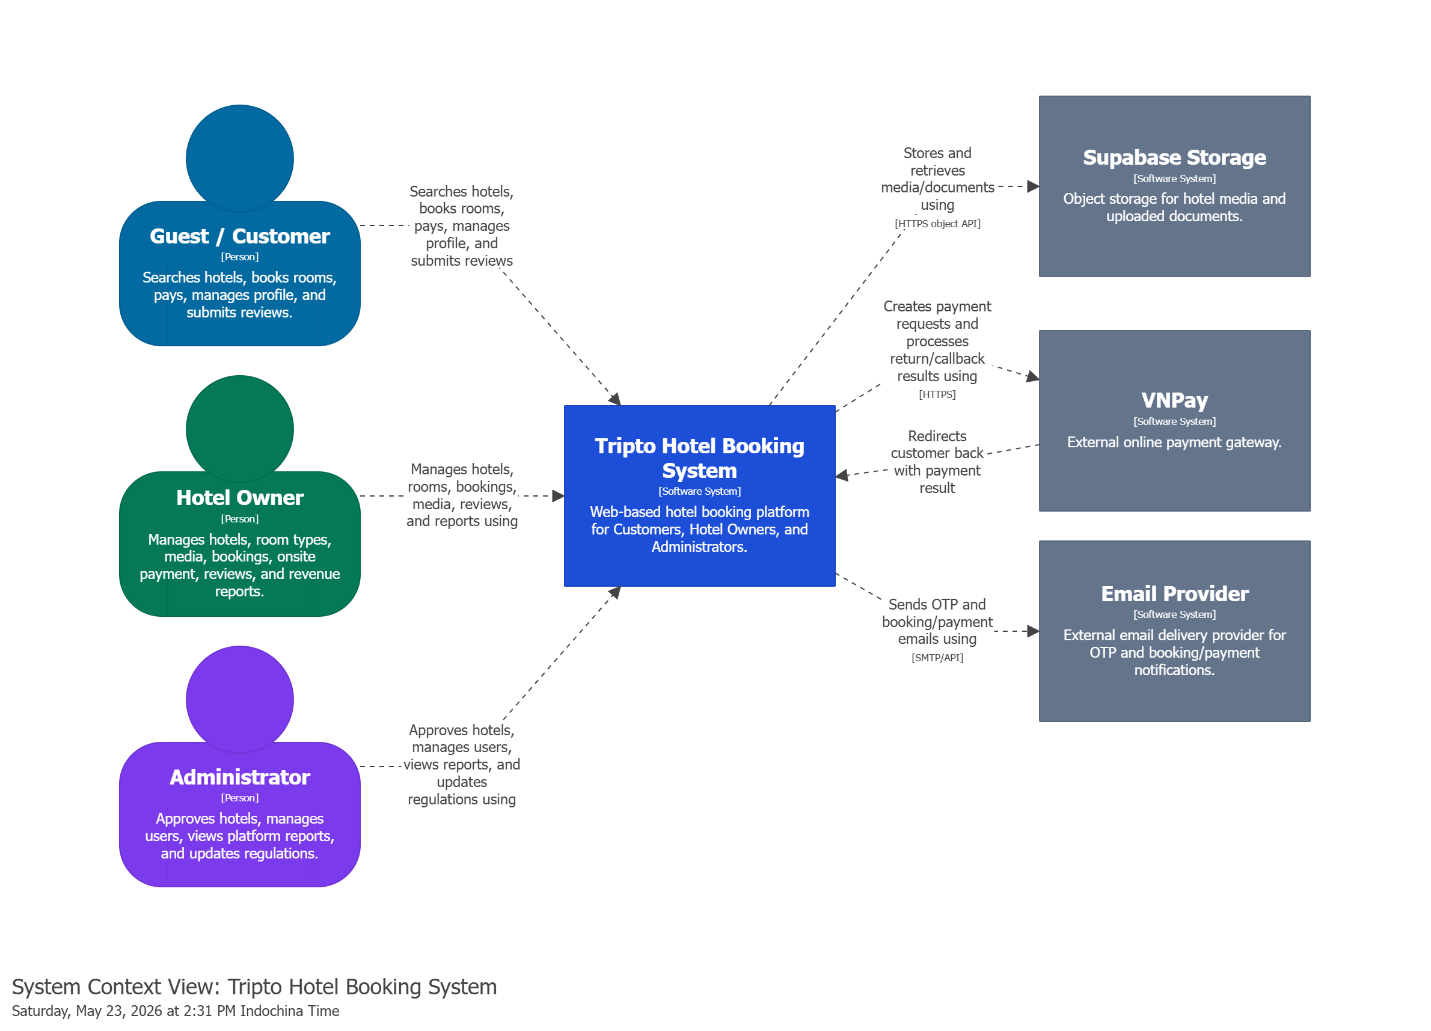 Guest / Customer
[Person]
Searches hotels, books rooms,
pays, manages profile, and
submits reviews.
Searches hotels,
books rooms,
pays, manages
profile, and
submits reviews
Hotel Owner
[Person]
Manages hotels, room types,
media, bookings, onsite
payment, reviews, and revenue
reports.
Manages hotels,
rooms, bookings,
media, reviews,
and reports using
Administrator
[Person]
Approves hotels, manages
users, views platform reports,
and updates regulations.
Approves hotels,
manages users,
views reports, and
updates
regulations using
Tripto Hotel Booking
System
[Software System]
Web-based hotel booking platform
for Customers, Hotel Owners, and
Administrators.
Stores and
retrieves
media/documents
using
[HTTPS object API]
Supabase Storage
[Software System]
Object storage for hotel media and
uploaded documents.
Creates payment
requests and
processes
return/callback
results using
[HTTPS]
Redirects
customer back
with payment
result
VNPay
[Software System]
External online payment gateway.
Sends OTP and
booking/payment
emails using
[SMTP/API]
Email Provider
[Software System]
External email delivery provider for
OTP and booking/payment
notifications.
System Context View: Tripto Hotel Booking System
Saturday, May 23, 2026 at 2:31 PM Indochina Time